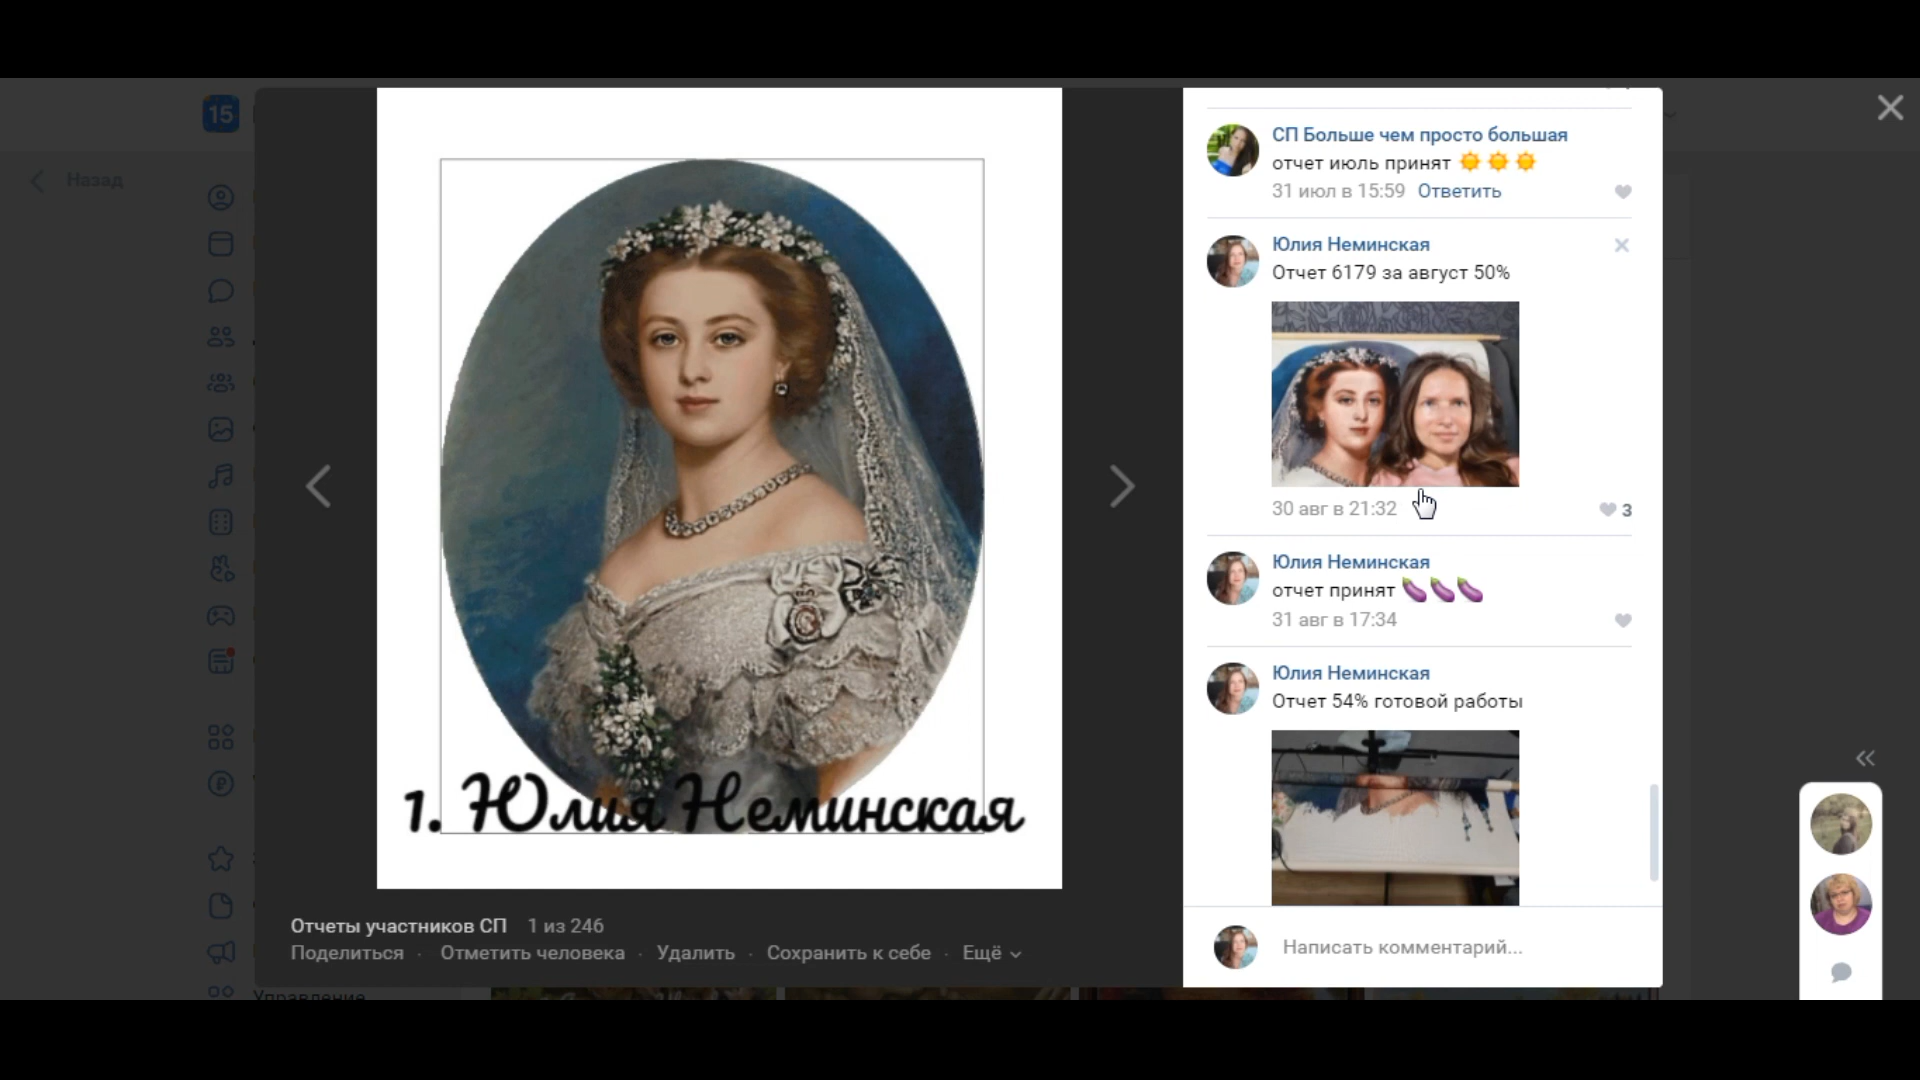 15
Назад
Управление
1. Юлия Неминская
Отчеты участников СП 1 из 246
Поделиться · Отметить человека · Удалить · Сохранить к себе · Ещё
СП Больше чем просто большая
отчет июль принят ☀️☀️☀️
31 июл в 15:59 Ответить
Юлия Неминская
Отчет 6179 за август 50%
30 авг в 21:32
3
Юлия Неминская
отчет принят 🍆🍆🍆
31 авг в 17:34
Юлия Неминская
Отчет 54% готовой работы
Написать комментарий...